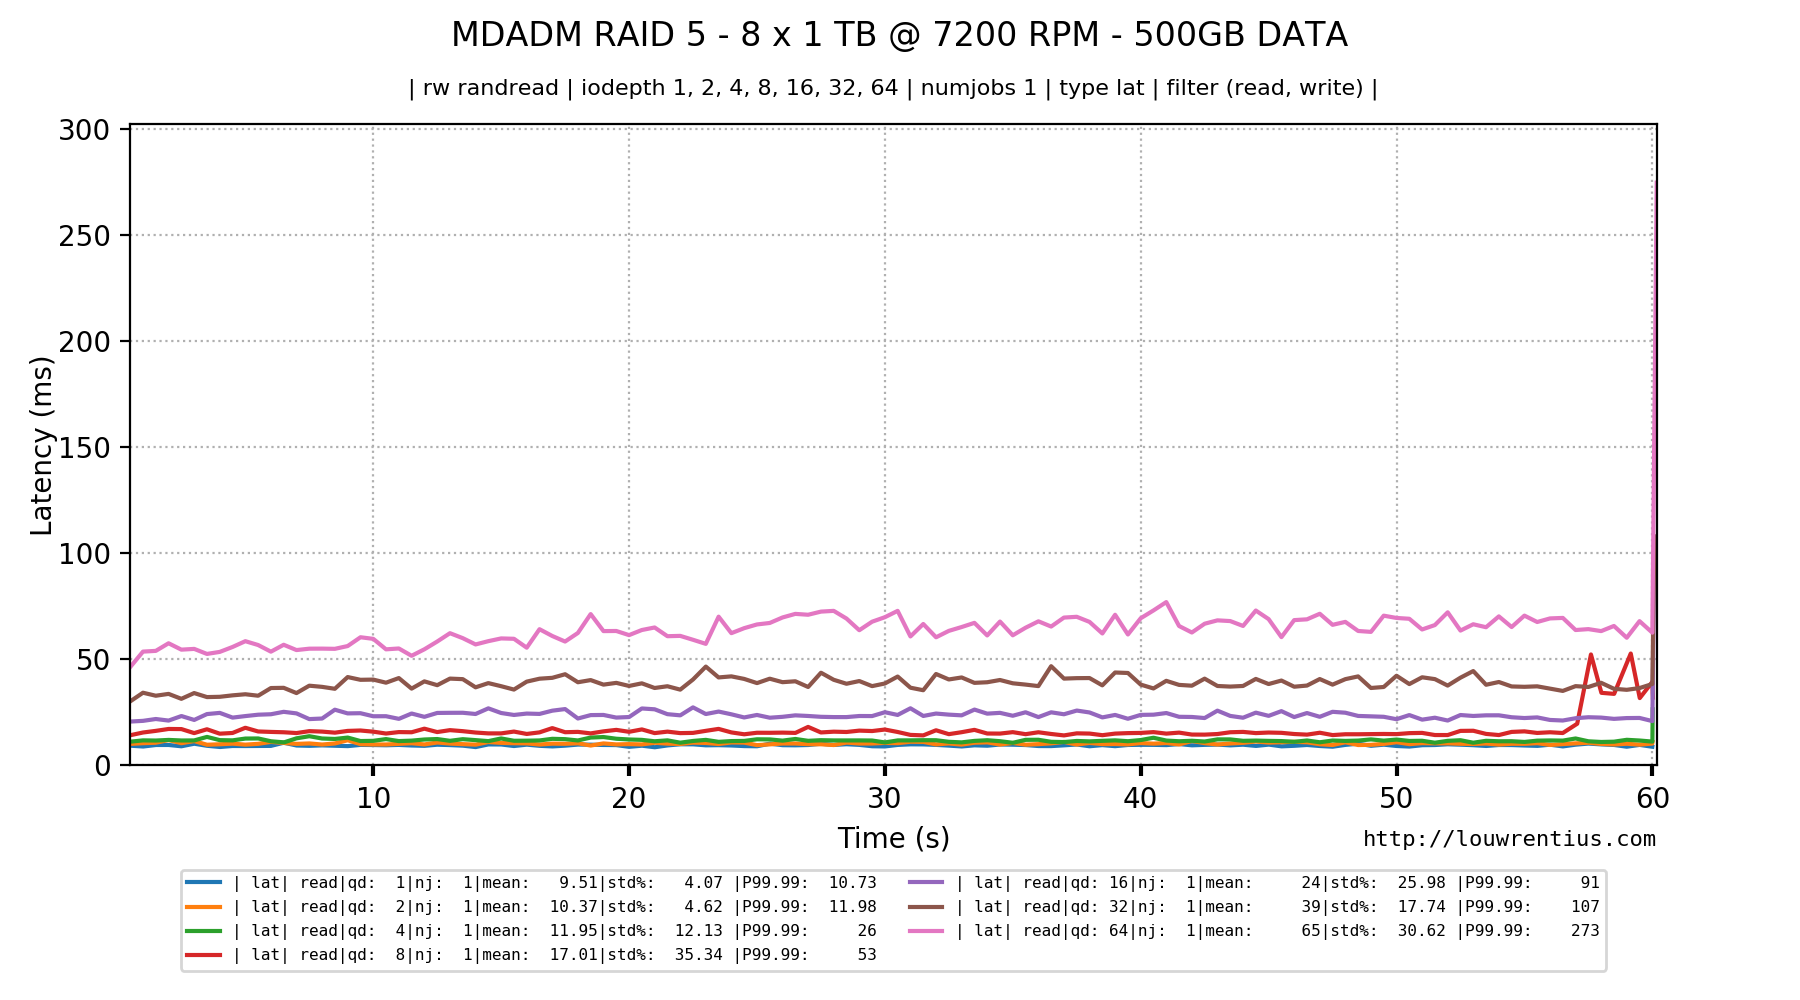 MDADM RAID 5 - 8 x 1 TB @ 7200 RPM - 500GB DATA
| rw randread | iodepth 1, 2, 4, 8, 16, 32, 64 | numjobs 1 | type lat | filter (read, write) |
300
250
200
150
100
50
0
Latency (ms)
10 20 30 40 50 60
Time (s)
http://louwrentius.com
| lat| read|qd:  1|nj:  1|mean:   9.51|std%:   4.07 |P99.99:  10.73
| lat| read|qd:  2|nj:  1|mean:  10.37|std%:   4.62 |P99.99:  11.98
| lat| read|qd:  4|nj:  1|mean:  11.95|std%:  12.13 |P99.99:     26
| lat| read|qd:  8|nj:  1|mean:  17.01|std%:  35.34 |P99.99:     53
| lat| read|qd: 16|nj:  1|mean:     24|std%:  25.98 |P99.99:     91
| lat| read|qd: 32|nj:  1|mean:     39|std%:  17.74 |P99.99:    107
| lat| read|qd: 64|nj:  1|mean:     65|std%:  30.62 |P99.99:    273